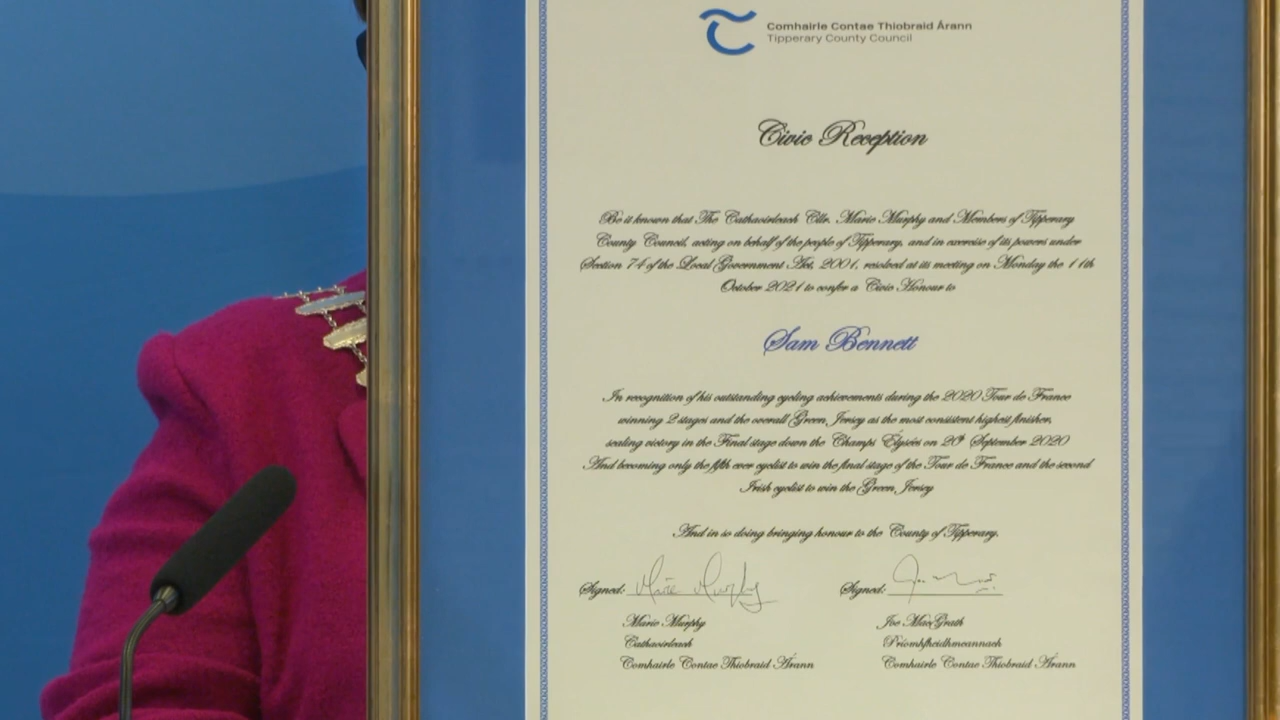 Comhairle Contae Thiobraid Árann
Tipperary County Council
Civic Reception
Be it known that The Cathaoirleach Cllr. Marie Murphy and Members of Tipperary
County Council, acting on behalf of the people of Tipperary, and in exercise of its powers under
Section 74 of the Local Government Act, 2001, resolved at its meeting on Monday the 11th
October 2021 to confer a Civic Honour to
Sam Bennett
In recognition of his outstanding cycling achievements during the 2020 Tour de France
winning 2 stages and the overall Green Jersey as the most consistent highest finisher,
sealing victory in the Final stage down the Champs Élysées on 20th September 2020
And becoming only the fifth ever cyclist to win the final stage of the Tour de France and the second
Irish cyclist to win the Green Jersey
And in so doing bringing honour to the County of Tipperary.
Signed: Máire Murphy Signed:
Marie Murphy Joe MacGrath
Cathaoirleach Príomhfheidhmeannach
Comhairle Contae Thiobraid Árann Comhairle Contae Thiobraid Árann